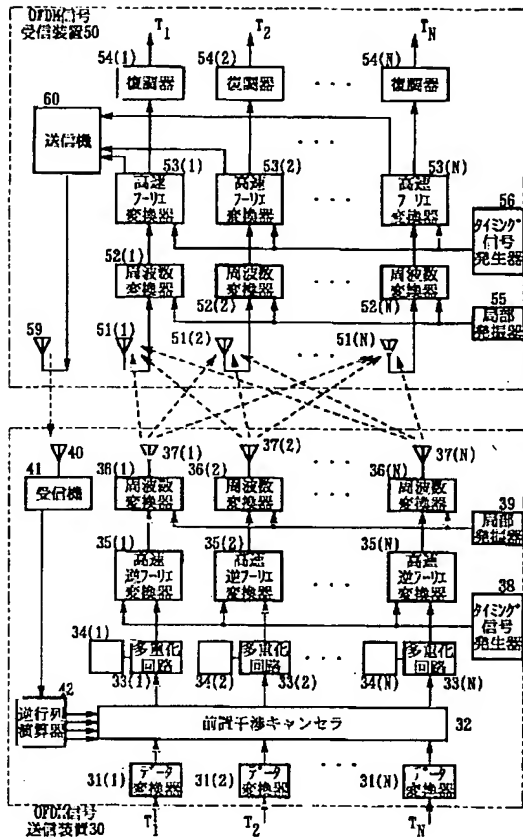 OFDM信号
受信装置50
T1 T2 TN
54(1) 54(2) 54(N)
復調器 復調器 ・・・ 復調器
60
送信機
・・・
53(1) 53(2) 53(N)
高速
フーリエ
変換器
高速
フーリエ
変換器
・・・
高速
フーリエ
変換器
56
タイミング
信号
発生器
52(1)
周波数
変換器
周波数
変換器
・・・
周波数
変換器
52(2) 52(N)
55
局部
発振器
59
51(1) 51(2) ・・・ 51(N)
40
41
受信機
37(1) 37(2) 37(N)
36(1) 36(2) 36(N)
周波数
変換器
周波数
変換器
・・・
周波数
変換器
39
局部
発振器
35(1) 35(2) 35(N)
高速
逆フーリエ
変換器
高速
逆フーリエ
変換器
・・・
高速
逆フーリエ
変換器
38
タイミング
信号
発生器
34(1)
多重化
回路
多重化
回路
・・・
多重化
回路
33(1) 34(2) 33(2) 34(N) 33(N)
42
逆行列
演算器
前置干渉キャンセラ
32
31(1) 31(2) 31(N)
データ
変換器
データ
変換器
・・・
データ
変換器
OFDM信号
送信装置30
T1 T2 TN